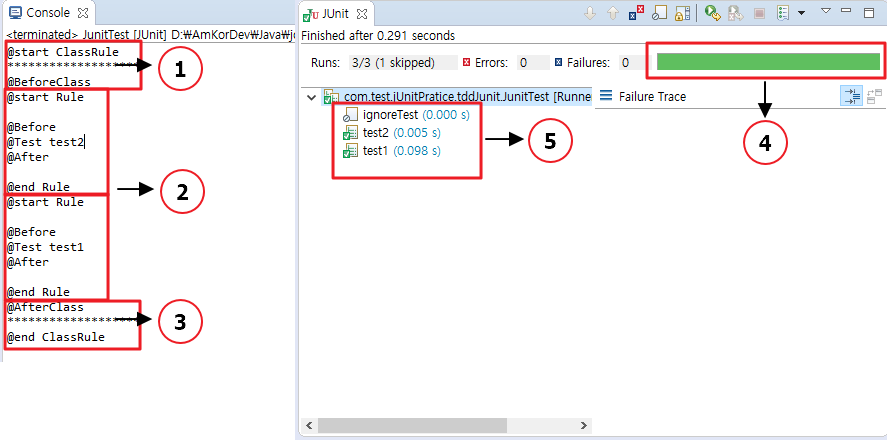 Console
<terminated> JunitTest [JUnit] D:₩AmKorDev₩Java₩j
@start ClassRule
********************
@BeforeClass
@start Rule
@Before
@Test test2
@After
@end Rule
@start Rule
@Before
@Test test1
@After
@end Rule
@AfterClass
********************
@end ClassRule
1
2
3
JUnit
Finished after 0.291 seconds
Runs: 3/3 (1 skipped) Errors: 0 Failures: 0
com.test.jUnitPratice.tddJunit.JunitTest [Runne
Failure Trace
ignoreTest (0.000 s)
test2 (0.005 s)
test1 (0.098 s)
5
4